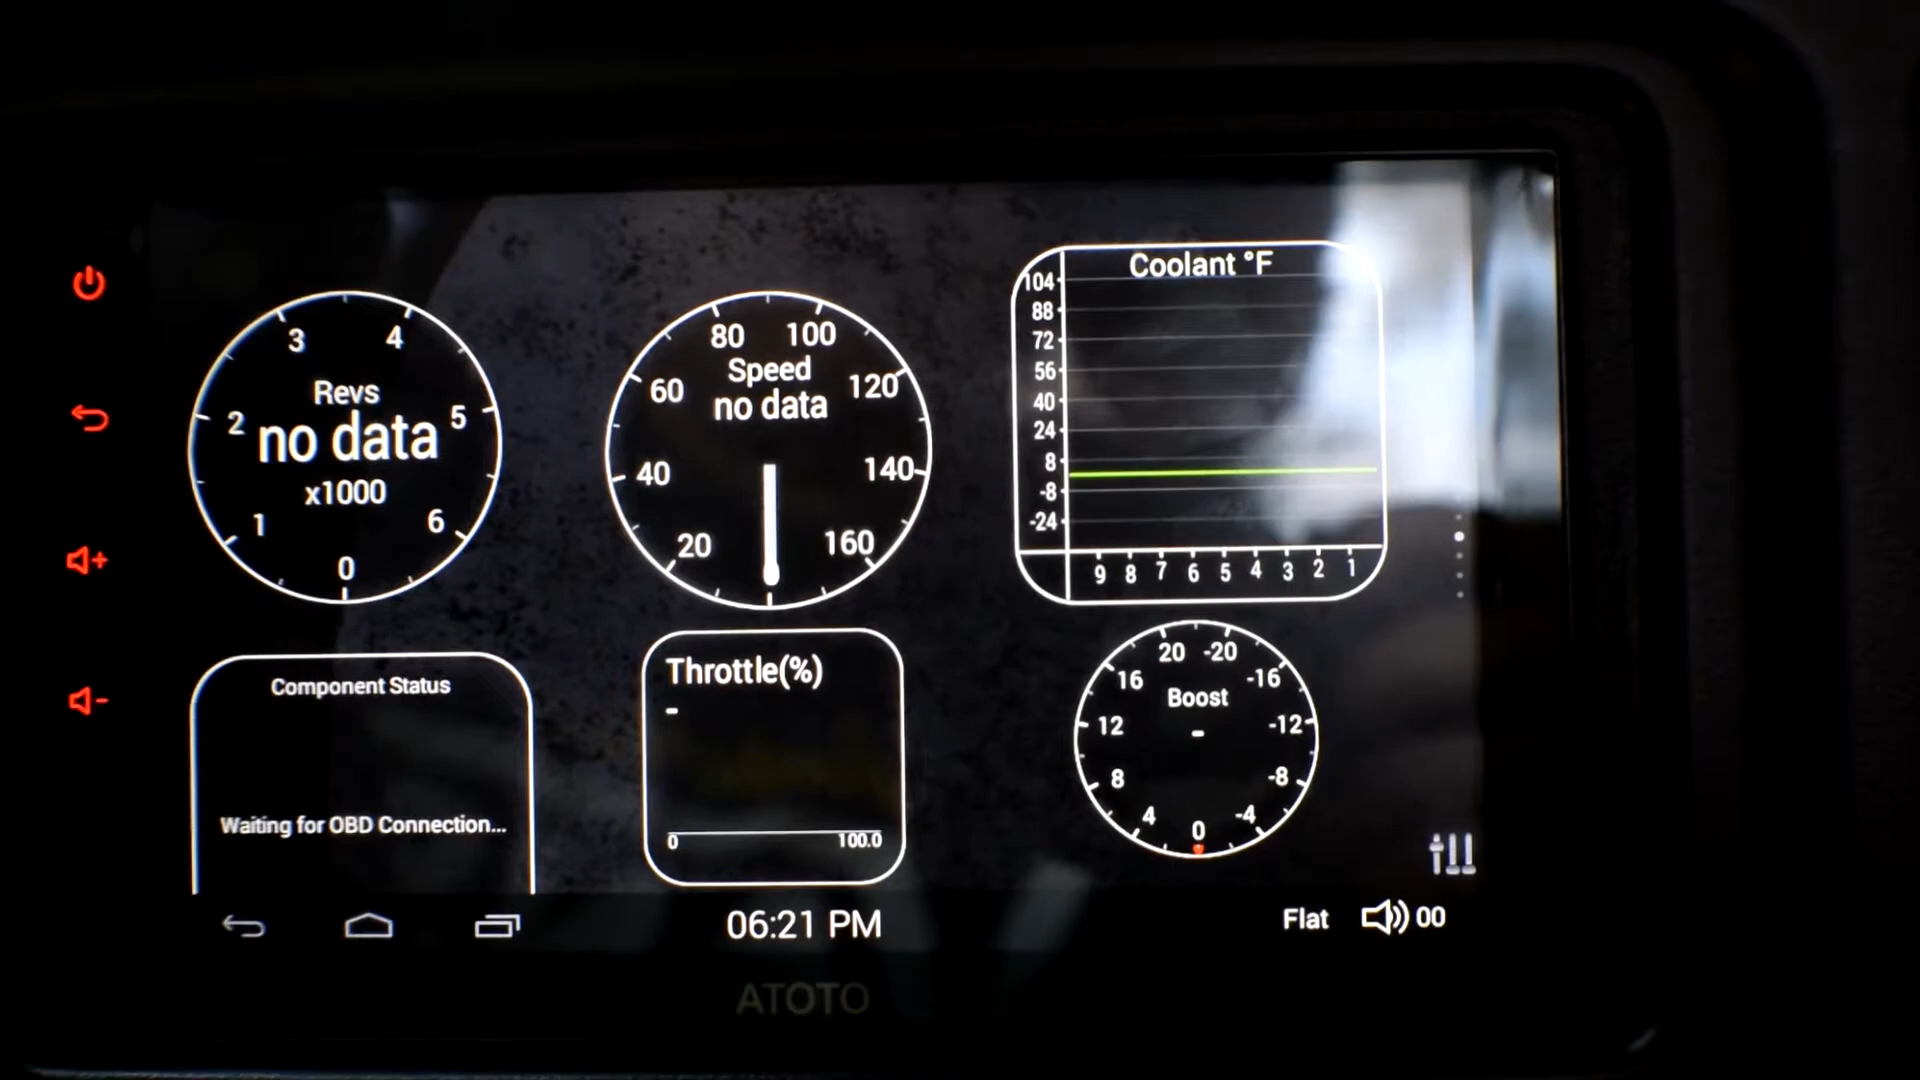 3 4
Revs
2 no data 5
x1000
1 6
0
80 100
Speed
60 no data 120
40 140
20 160
Coolant °F
104
88
72
56
40
24
8
-8
-24
9 8 7 6 5 4 3 2 1
Component Status
Waiting for OBD Connection...
Throttle(%)
-
0 100.0
20 -20
16 -16
Boost
12 - -12
8 -8
4 -4
0
06:21 PM
Flat 00
ATOTO